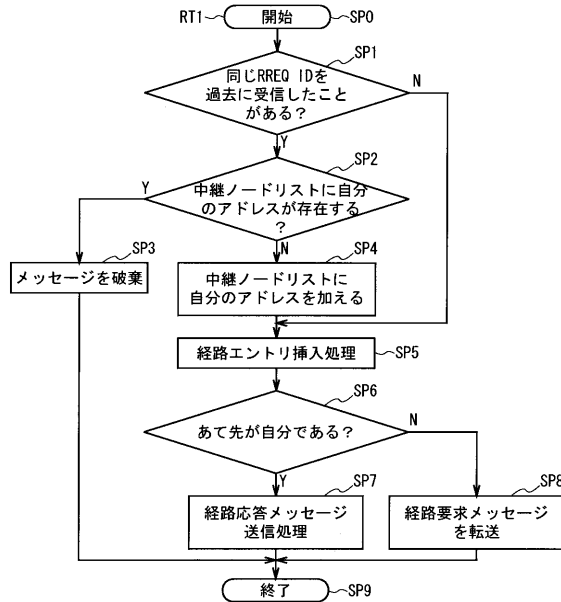 RT1 開始 SP0
SP1
同じRREQ IDを
過去に受信したこと
がある?
N
Y
SP2
Y
中継ノードリストに自分
のアドレスが存在する
?
N
SP3
メッセージを破棄
SP4
中継ノードリストに
自分のアドレスを加える
経路エントリ挿入処理 SP5
SP6
あて先が自分である?
N
Y
SP7
経路応答メッセージ
送信処理
SP8
経路要求メッセージ
を転送
終了 SP9